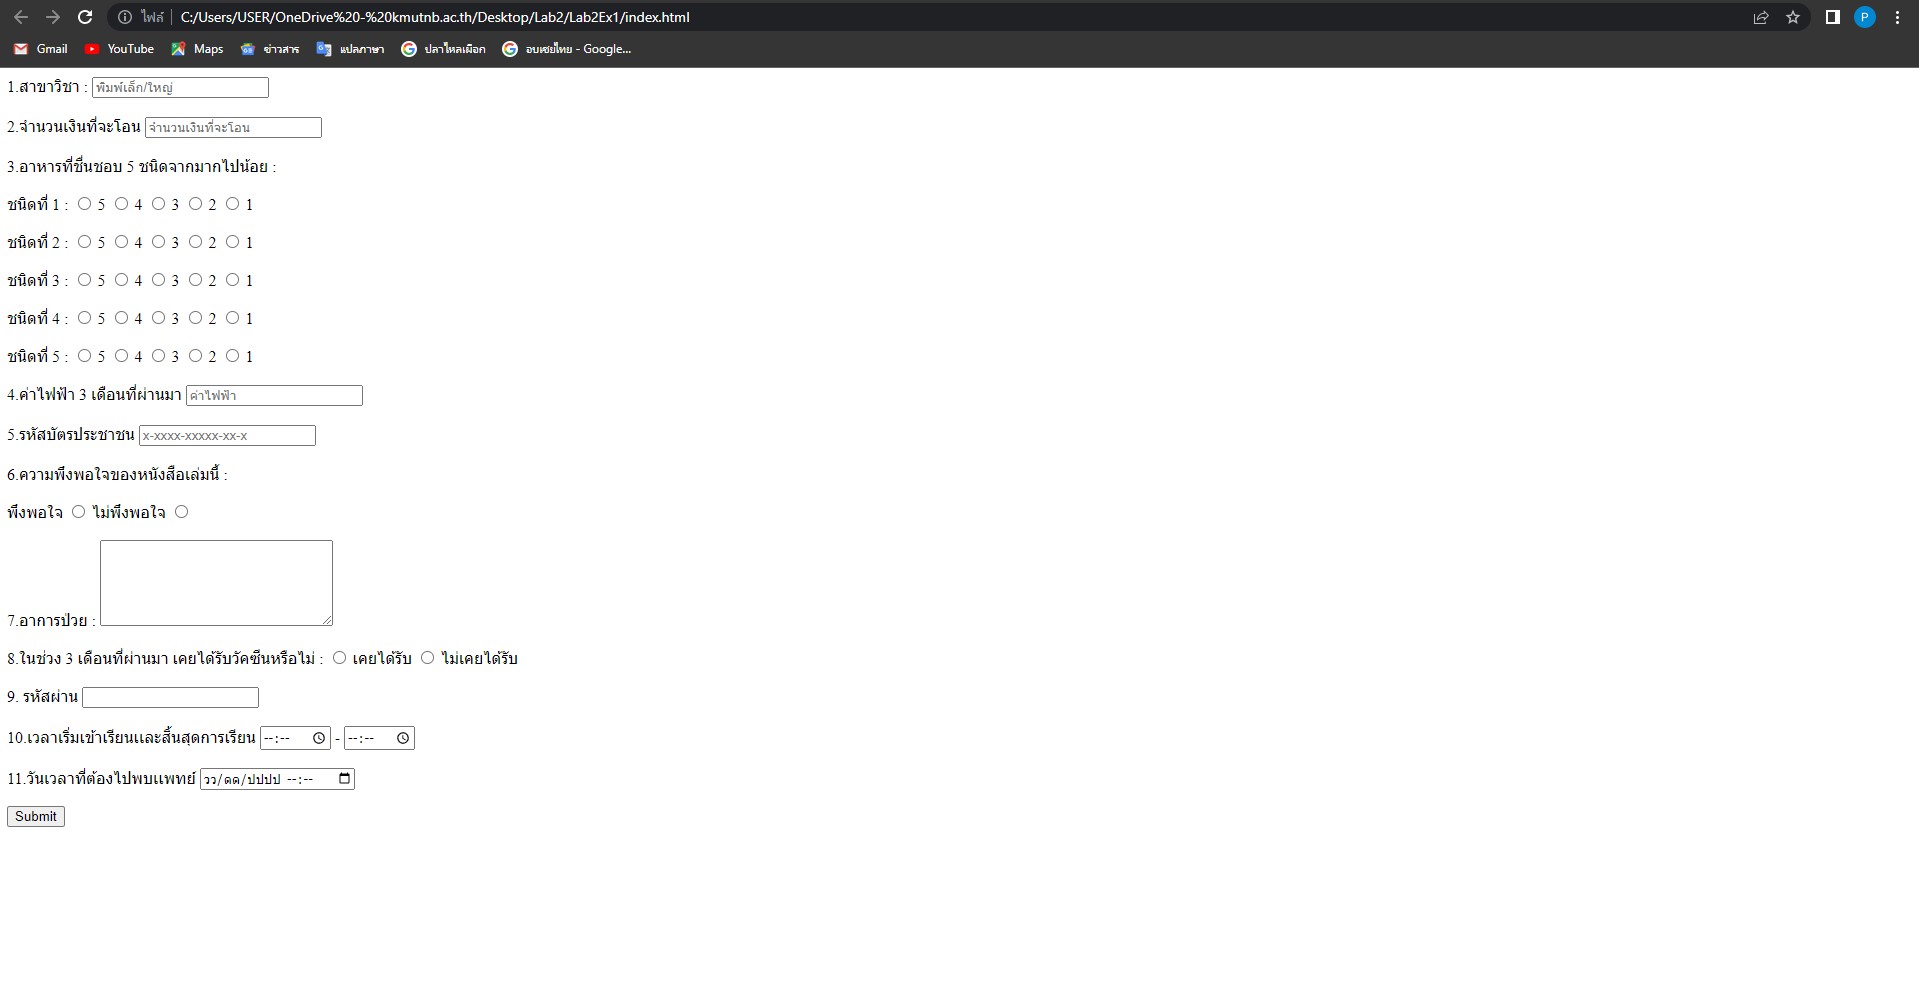 ไฟล์ C:/Users/USER/OneDrive%20-%20kmutnb.ac.th/Desktop/Lab2/Lab2Ex1/index.html P
Gmail YouTube Maps ข่าวสาร แปลภาษา ปลาไหลเผือก อบเชยไทย - Google...
1.สาขาวิชา : พิมพ์เล็ก/ใหญ่
2.จำนวนเงินที่จะโอน จำนวนเงินที่จะโอน
3.อาหารที่ชื่นชอบ 5 ชนิดจากมากไปน้อย :
ชนิดที่ 1 : 5 4 3 2 1
ชนิดที่ 2 : 5 4 3 2 1
ชนิดที่ 3 : 5 4 3 2 1
ชนิดที่ 4 : 5 4 3 2 1
ชนิดที่ 5 : 5 4 3 2 1
4.ค่าไฟฟ้า 3 เดือนที่ผ่านมา ค่าไฟฟ้า
5.รหัสบัตรประชาชน x-xxxx-xxxxx-xx-x
6.ความพึงพอใจของหนังสือเล่มนี้ :
พึงพอใจ ไม่พึงพอใจ
7.อาการป่วย :
8.ในช่วง 3 เดือนที่ผ่านมา เคยได้รับวัคซีนหรือไม่ : เคยได้รับ ไม่เคยได้รับ
9. รหัสผ่าน
10.เวลาเริ่มเข้าเรียนและสิ้นสุดการเรียน --:-- - --:--
11.วันเวลาที่ต้องไปพบแพทย์ วว/ดด/ปปปป --:--
Submit